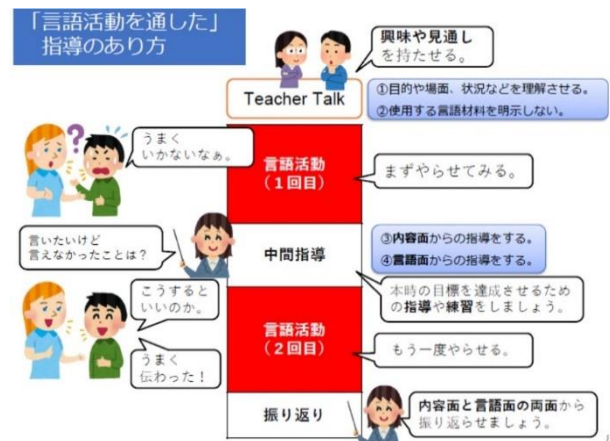 「言語活動を通した」
指導のあり方
興味や見通し
を持たせる。
Teacher Talk
①目的や場面、状況などを理解させる。
②使用する言語材料を明示しない。
?
うまく
いかないなぁ。
言語活動
(1回目)
まずやらせてみる。
言いたいけど
言えなかったことは?
中間指導
③内容面からの指導をする。
④言語面からの指導をする。
本時の目標を達成させるため
の指導や練習をしましょう。
こうすると
いいのか。
うまく
伝わった!
言語活動
(2回目)
もう一度やらせる。
振り返り
内容面と言語面の両面から
振り返らせましょう。